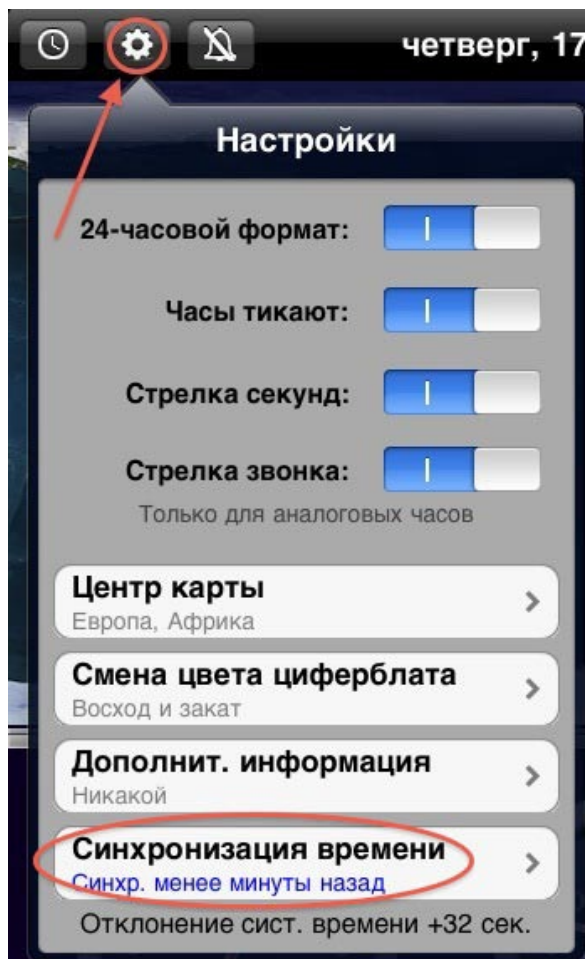 четверг, 17
Настройки
24-часовой формат:
Часы тикают:
Стрелка секунд:
Стрелка звонка:
Только для аналоговых часов
Центр карты
Европа, Африка
Смена цвета циферблата
Восход и закат
Дополнит. информация
Никакой
Синхронизация времени
Синхр. менее минуты назад
Отклонение сист. времени +32 сек.